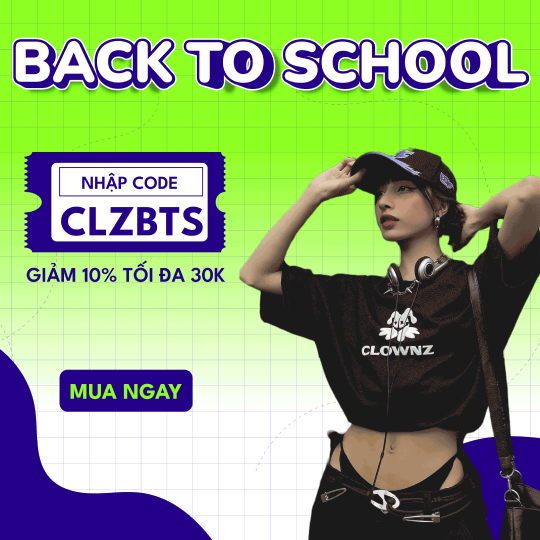 BACK TO SCHOOL
NHẬP CODE
CLZBTS
GIẢM 10% TỐI ĐA 30K
CLOWNZ
MUA NGAY